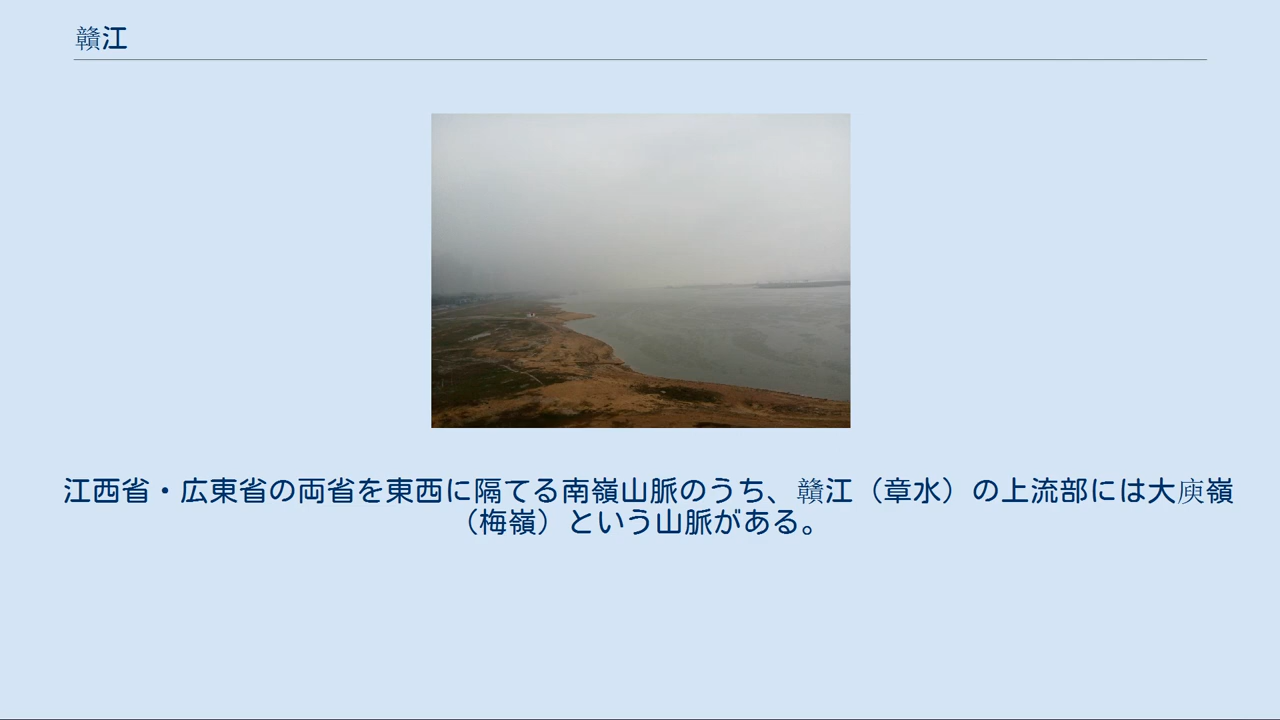 贛江
江西省・広東省の両省を東西に隔てる南嶺山脈のうち、贛江（章水）の上流部には大庾嶺
（梅嶺）という山脈がある。